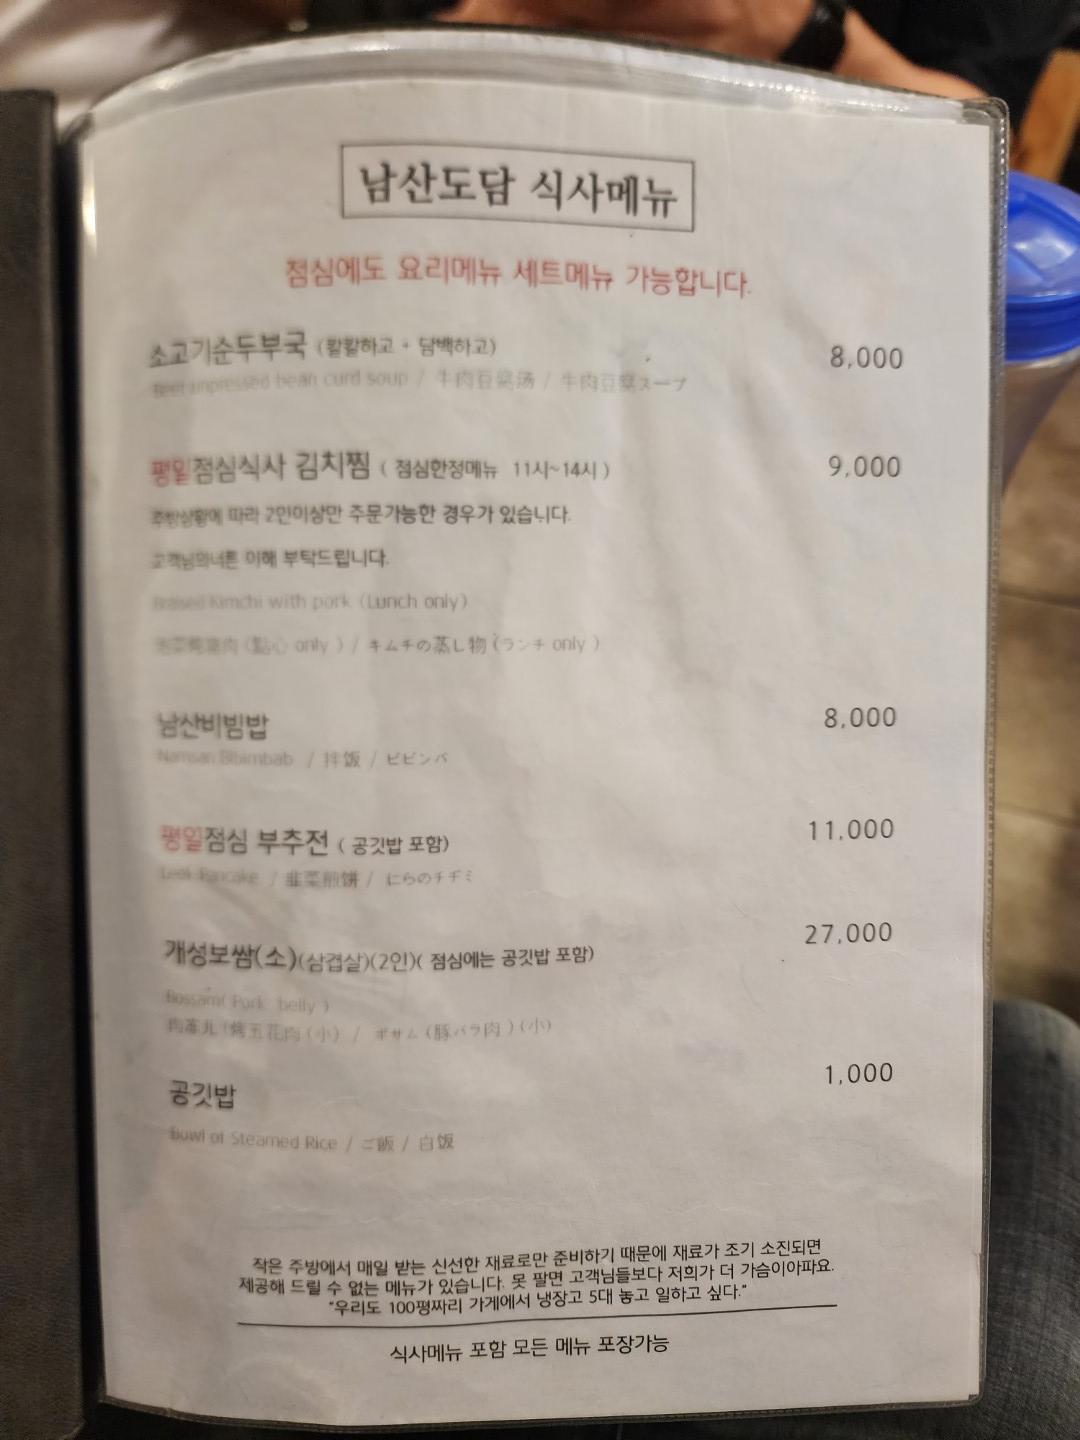 남산도담 식사메뉴
점심에도 요리메뉴 세트메뉴 가능합니다.
소고기순두부국 (칼칼하고 + 담백하고) 8,000
Beef unpressed bean curd soup / 牛肉豆腐汤 / 牛肉豆腐スープ
평일점심식사 김치찜 ( 점심한정메뉴 11시~14시 ) 9,000
주방상황에 따라 2인이상만 주문가능한 경우가 있습니다.
고객님의너른 이해 부탁드립니다.
Braised Kimchi with pork (Lunch only)
(點心 only ) / キムチの蒸し物 (ランチ only )
남산비빔밥 8,000
Namsan Bibimbab / 拌饭 / ビビンバ
평일점심 부추전 ( 공깃밥 포함) 11,000
Leek Pancake / 韭菜煎饼 / にらのチヂミ
개성보쌈(소)(삼겹살)(2인)( 점심에는 공깃밥 포함) 27,000
Bossam( Pork belly )
(烤五花肉 (小) / ポサム (豚バラ肉 ) (小)
공깃밥 1,000
Bowl of Steamed Rice / ご飯 / 白饭
작은 주방에서 매일 받는 신선한 재료로만 준비하기 때문에 재료가 조기 소진되면
제공해 드릴 수 없는 메뉴가 있습니다. 못 팔면 고객님들보다 저희가 더 가슴이아파요.
"우리도 100평짜리 가게에서 냉장고 5대 놓고 일하고 싶다."
식사메뉴 포함 모든 메뉴 포장가능